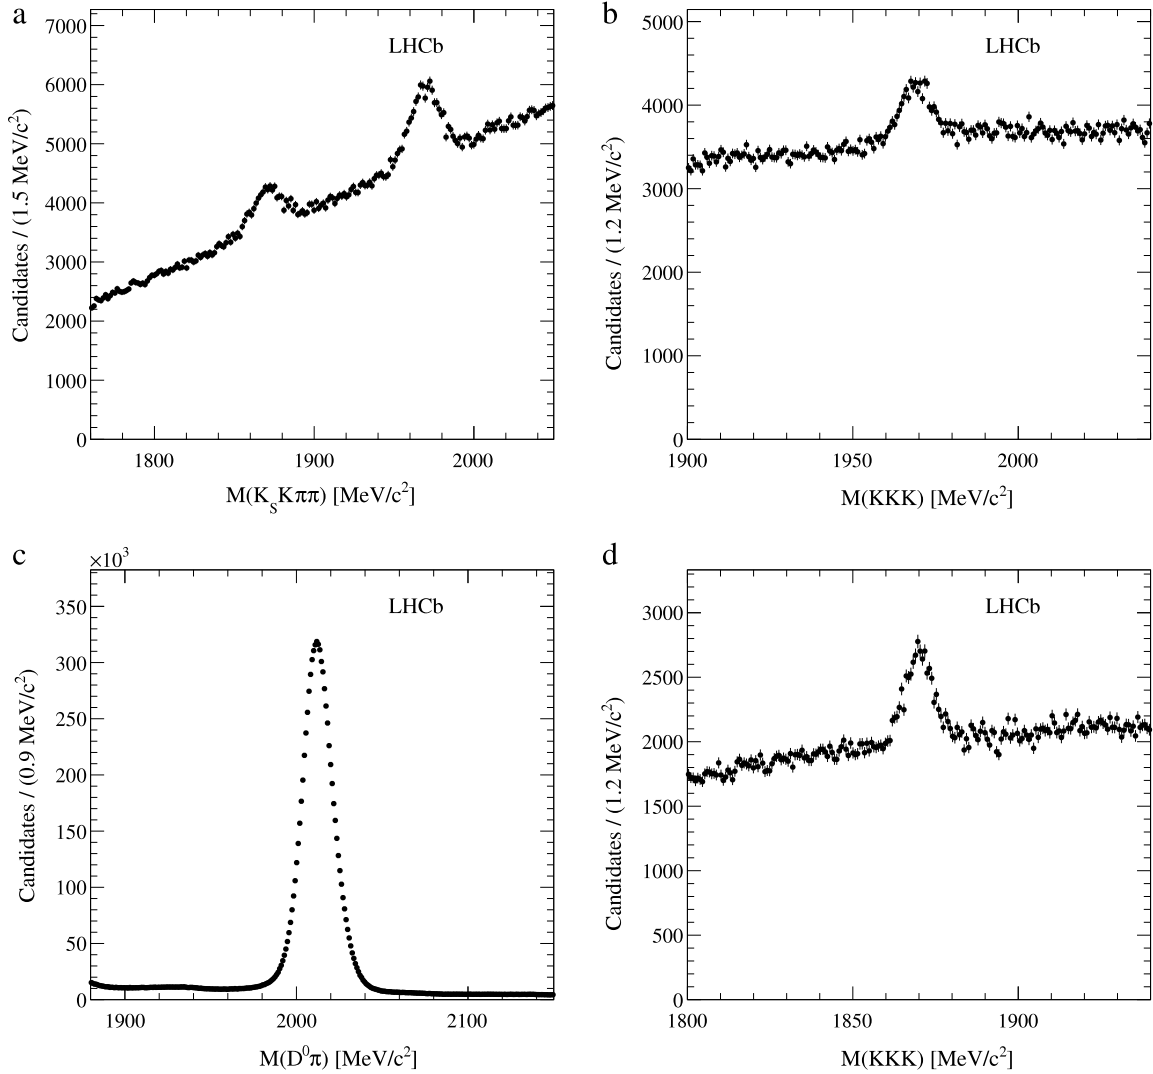 a
7000
6000
5000
4000
3000
2000
1000
0
Candidates / (1.5 MeV/c²)
LHCb
1800 1900 2000
M(K_SKππ) [MeV/c²]
b
5000
4000
3000
2000
1000
0
Candidates / (1.2 MeV/c²)
LHCb
1900 1950 2000
M(KKK) [MeV/c²]
c
×10³
350
300
250
200
150
100
50
0
Candidates / (0.9 MeV/c²)
LHCb
1900 2000 2100
M(D⁰π) [MeV/c²]
d
3000
2500
2000
1500
1000
500
0
Candidates / (1.2 MeV/c²)
LHCb
1800 1850 1900
M(KKK) [MeV/c²]